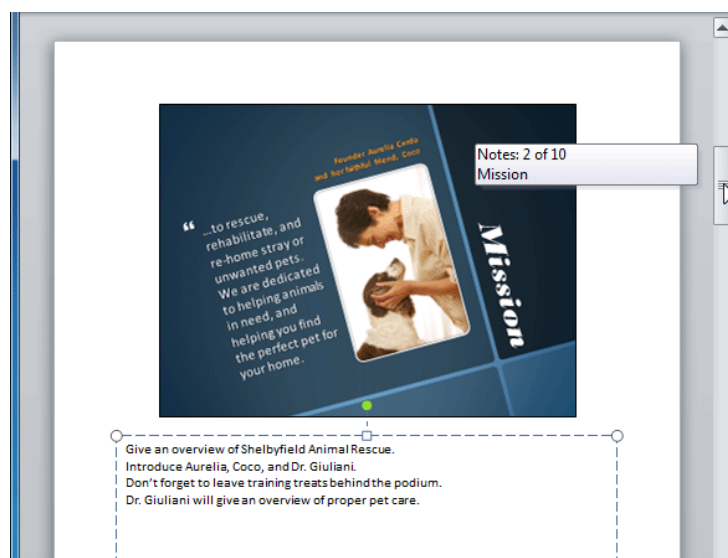 Notes: 2 of 10
Mission
Founder Aurelia Cerda
and her faithful friend, Coco
“ ...to rescue,
rehabilitate, and
re-home stray or
unwanted pets.
We are dedicated
to helping animals
in need, and
helping you find
the perfect pet for
your home.
Mission
Give an overview of Shelbyfield Animal Rescue.
Introduce Aurelia, Coco, and Dr. Giuliani.
Don’t forget to leave training treats behind the podium.
Dr. Giuliani will give an overview of proper pet care.